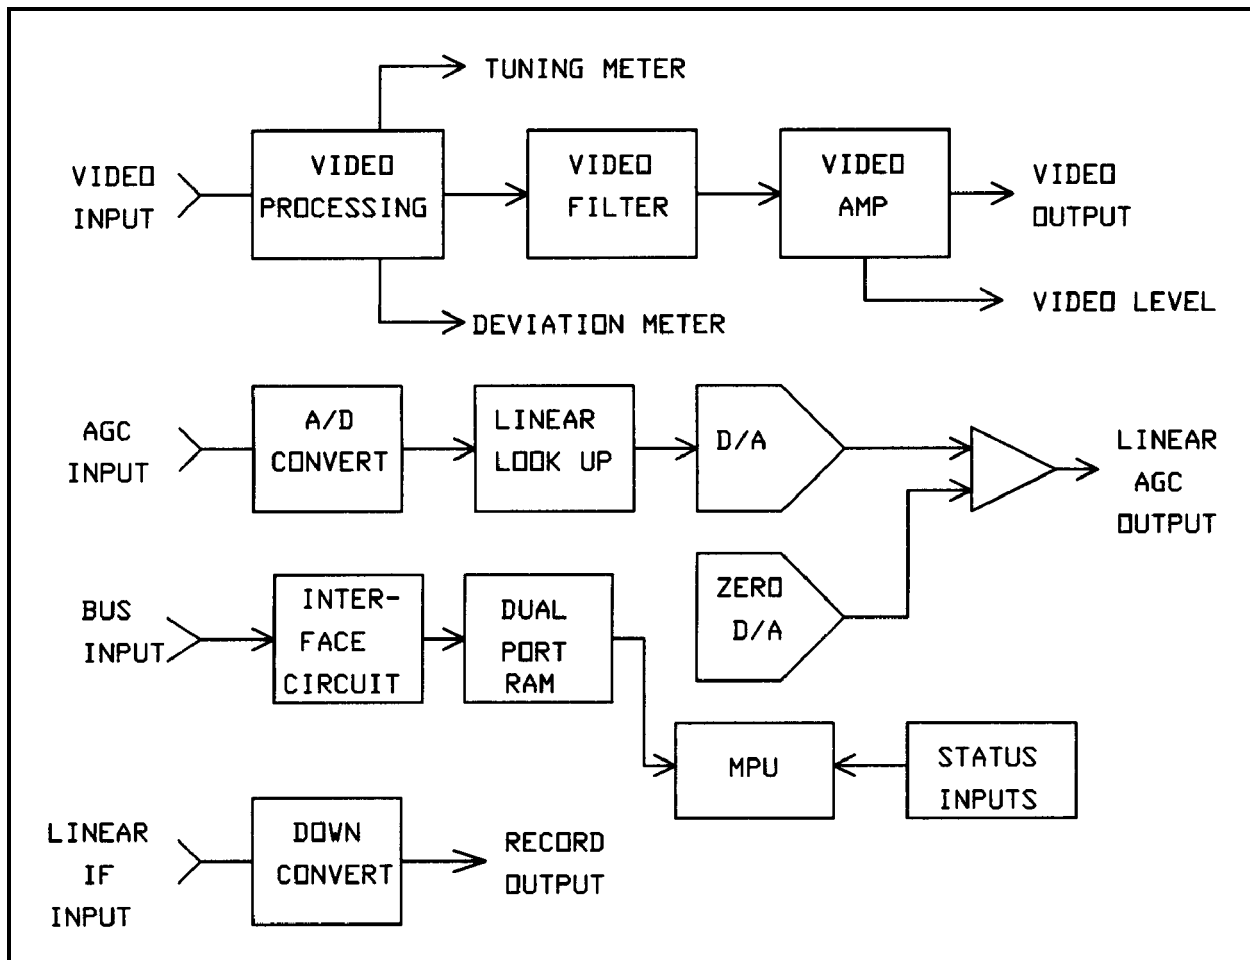 TUNING METER
VIDEO
INPUT
VIDEO
PROCESSING
VIDEO
FILTER
VIDEO
AMP
VIDEO
OUTPUT
VIDEO LEVEL
DEVIATION METER
AGC
INPUT
A/D
CONVERT
LINEAR
LOOK UP
D/A
LINEAR
AGC
OUTPUT
ZERO
D/A
BUS
INPUT
INTER-
FACE
CIRCUIT
DUAL
PORT
RAM
MPU
STATUS
INPUTS
LINEAR
IF
INPUT
DOWN
CONVERT
RECORD
OUTPUT